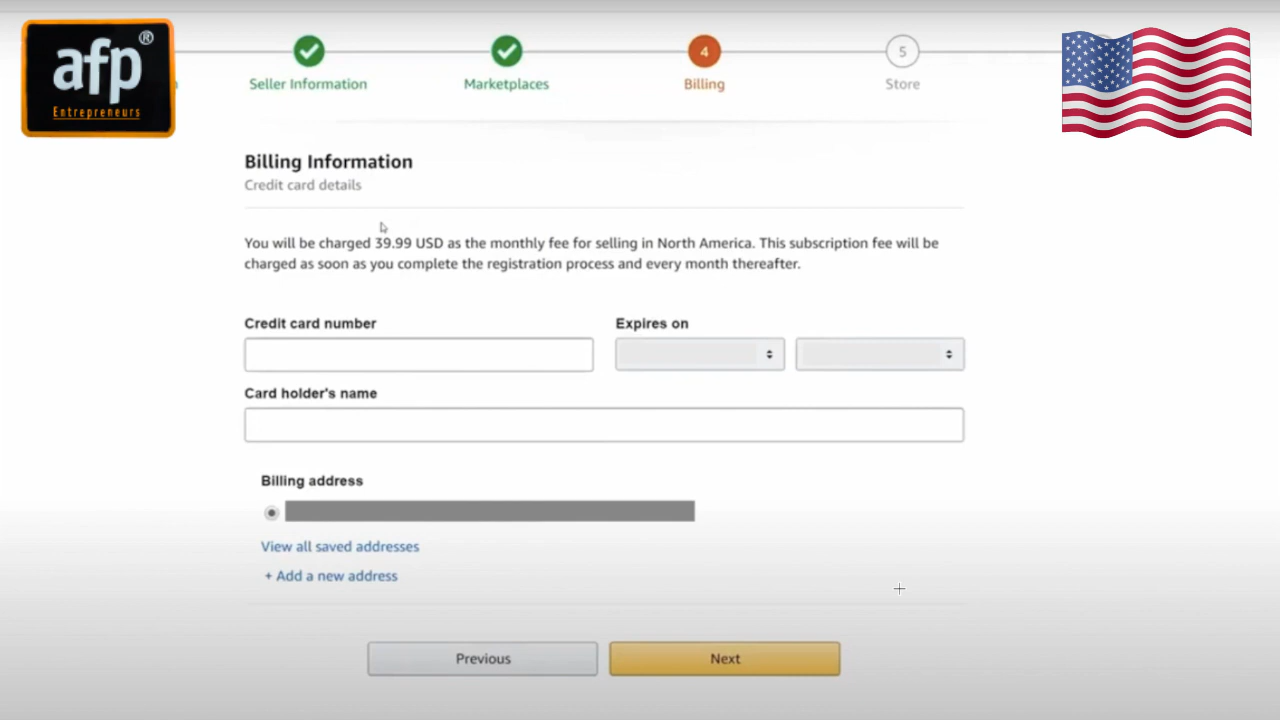 afp®
Entrepreneurs
Seller Information
Marketplaces
4
Billing
5
Store
Billing Information
Credit card details
You will be charged 39.99 USD as the monthly fee for selling in North America. This subscription fee will be
charged as soon as you complete the registration process and every month thereafter.
Credit card number
Expires on
Card holder's name
Billing address
View all saved addresses
+ Add a new address
Previous
Next